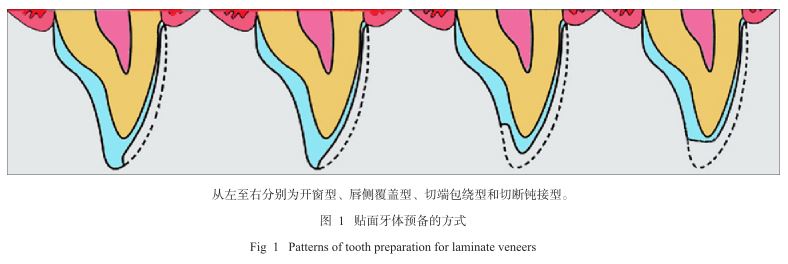 从左至右分别为开窗型、唇侧覆盖型、切端包绕型和切断钝接型。
图 1 贴面牙体预备的方式
Fig 1 Patterns of tooth preparation for laminate veneers